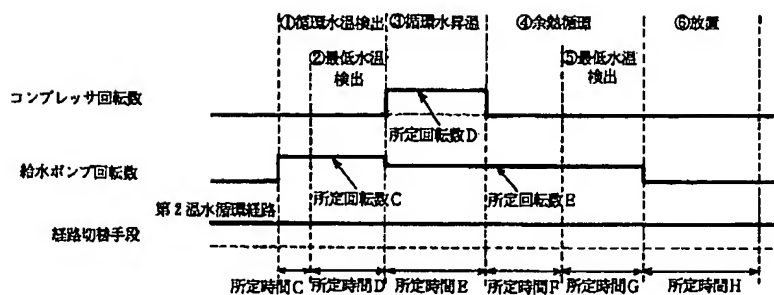 ①循環水温検出 ③循環水昇温 ④余熱循環 ⑥放置
②最低水温検出 ⑤最低水温検出
コンプレッサ回転数
所定回転数D
給水ポンプ回転数
所定回転数C 所定回転数E
第2温水循環経路
経路切替手段
所定時間C 所定時間D 所定時間E 所定時間F 所定時間G 所定時間H